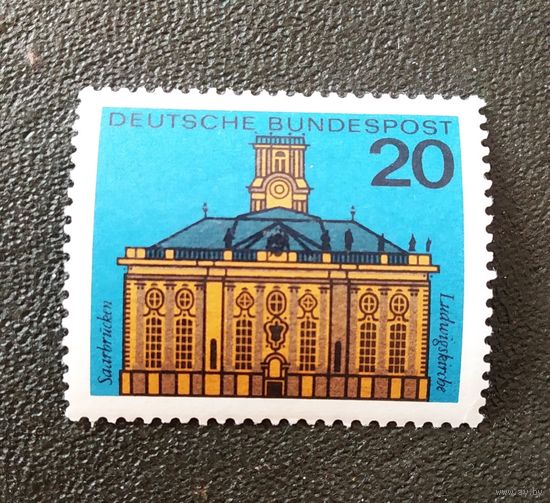 DEUTSCHE BUNDESPOST
20
Saarbrücken
Ludwigskirche